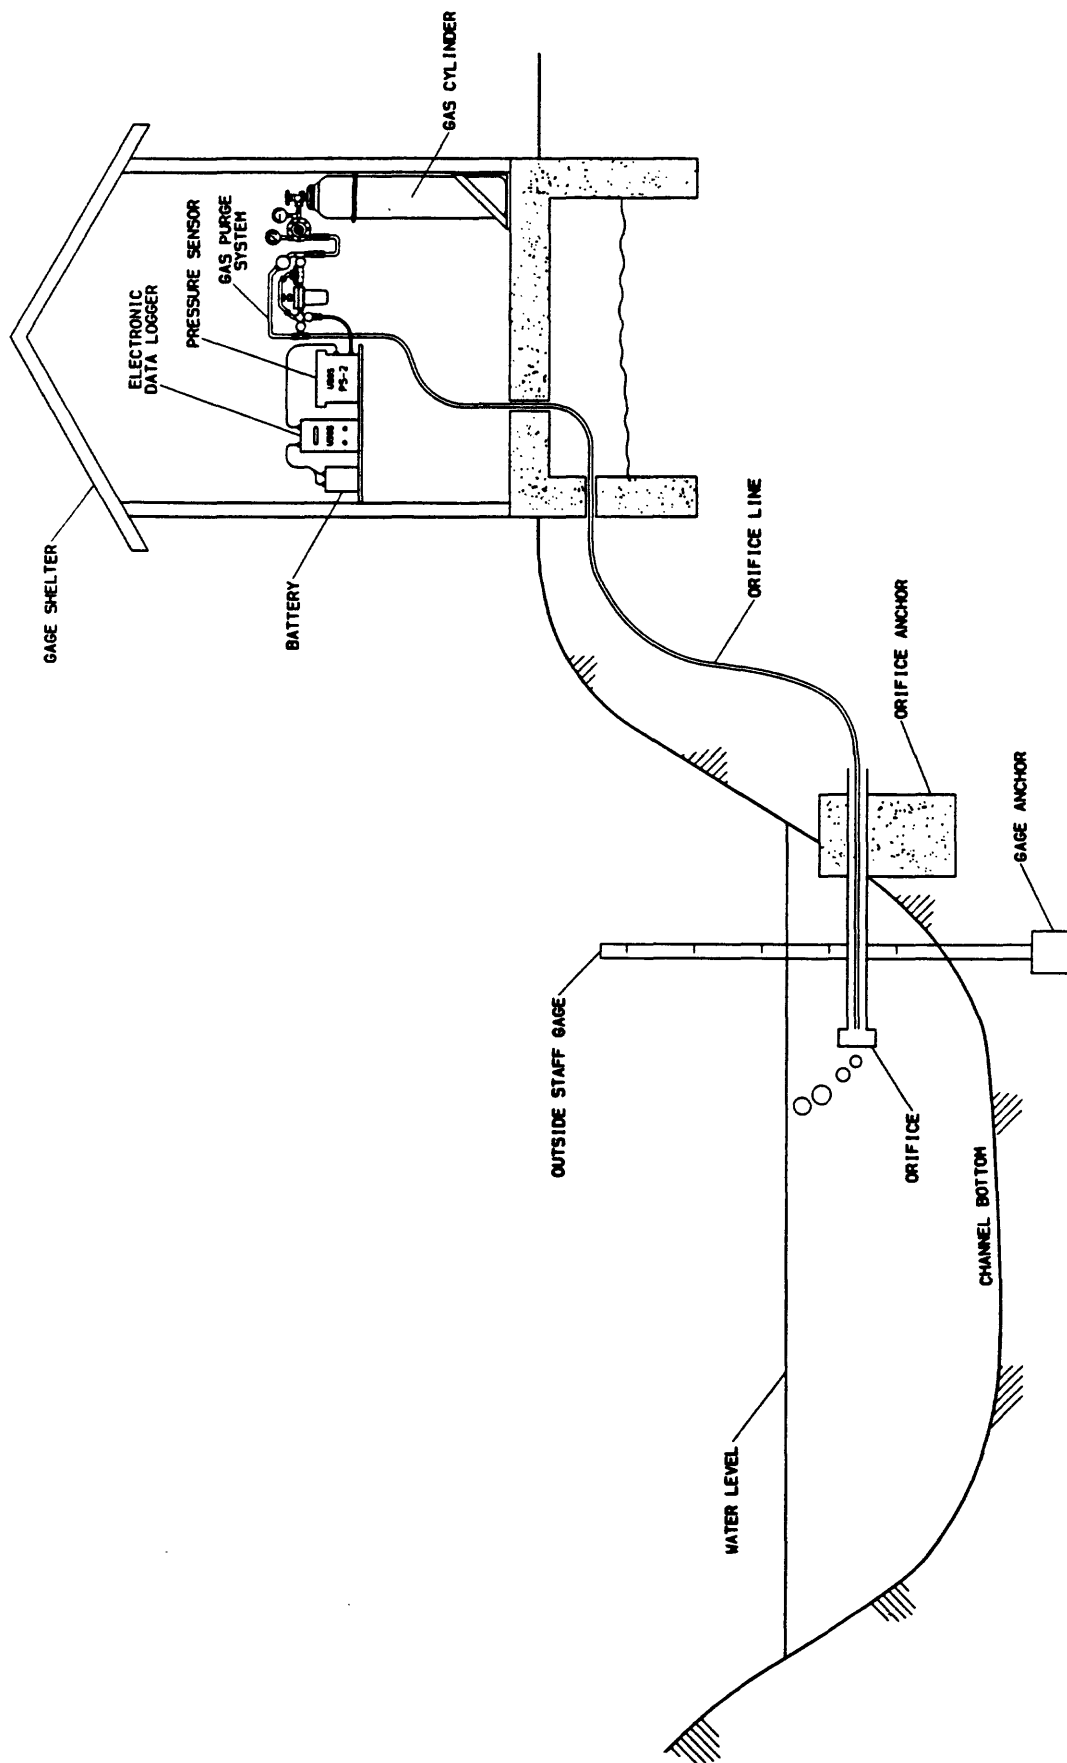 GAGE SHELTER
ELECTRONIC
DATA LOGGER
PRESSURE SENSOR
GAS PURGE
SYSTEM
GAS CYLINDER
USGS
USGS
PS-2
BATTERY
ORIFICE LINE
OUTSIDE STAFF GAGE
ORIFICE ANCHOR
GAGE ANCHOR
WATER LEVEL
ORIFICE
CHANNEL BOTTOM